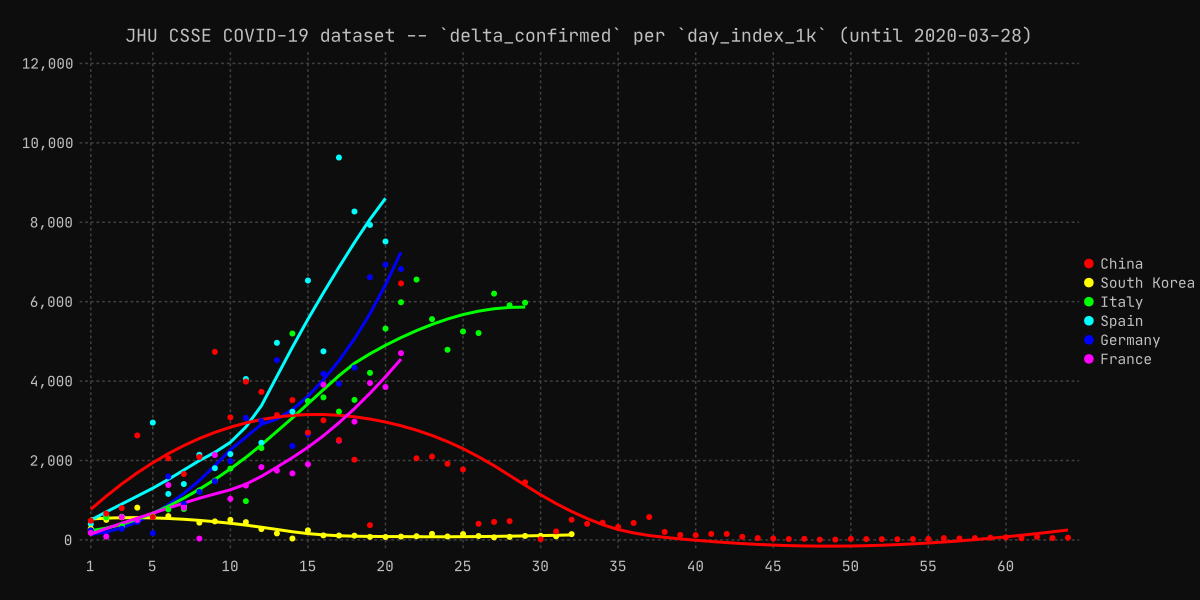 JHU CSSE COVID-19 dataset -- `delta_confirmed` per `day_index_1k` (until 2020-03-28)
12,000
10,000
8,000
6,000
4,000
2,000
0
1 5 10 15 20 25 30 35 40 45 50 55 60
China
South Korea
Italy
Spain
Germany
France